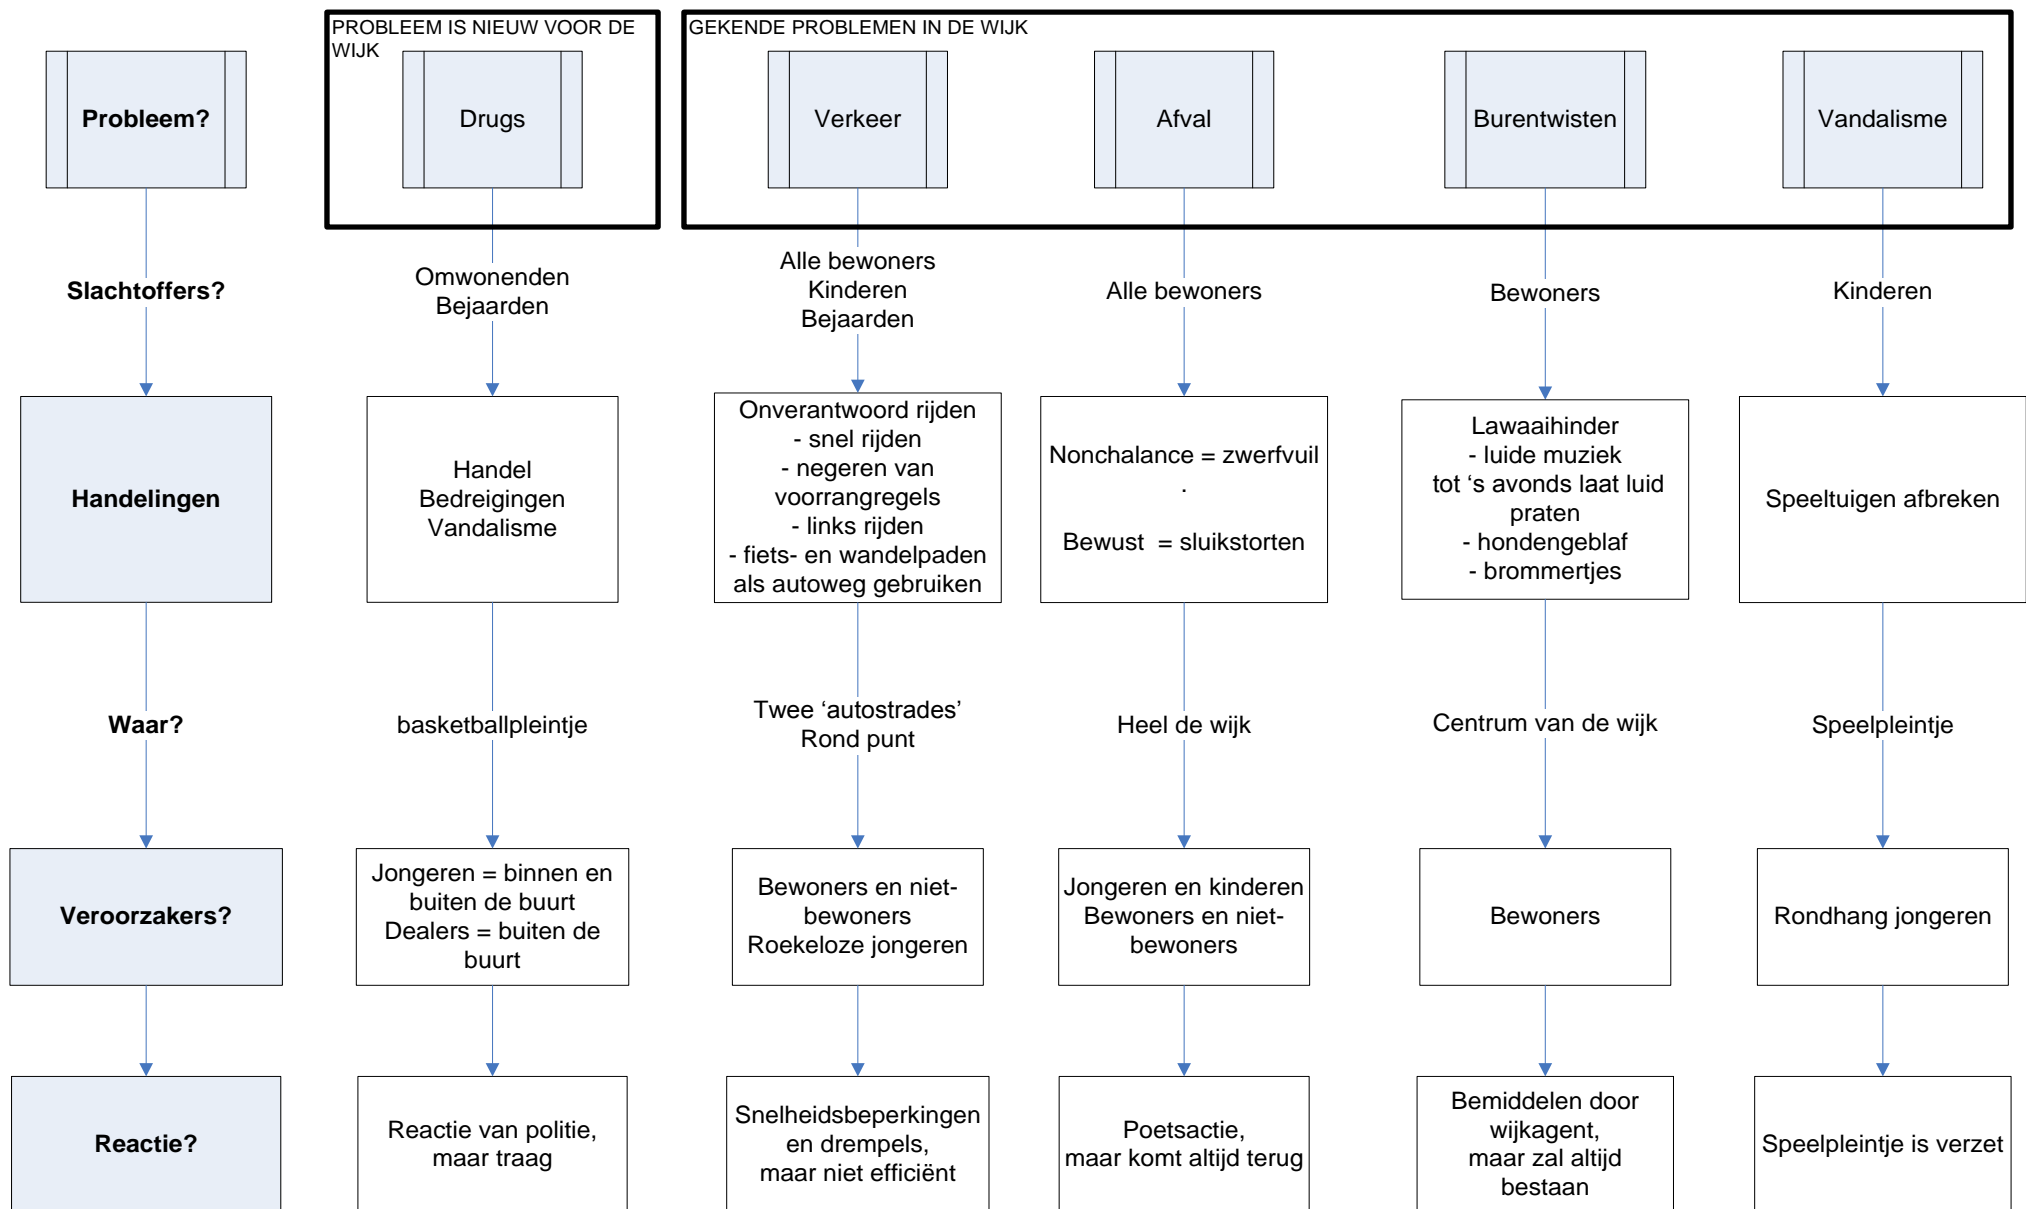 PROBLEEM IS NIEUW VOOR DE
WIJK
GEKENDE PROBLEMEN IN DE WIJK
Probleem?
Drugs
Verkeer
Afval
Burentwisten
Vandalisme
Slachtoffers?
Omwonenden
Bejaarden
Alle bewoners
Kinderen
Bejaarden
Alle bewoners
Bewoners
Kinderen
Handelingen
Handel
Bedreigingen
Vandalisme
Onverantwoord rijden
- snel rijden
- negeren van
voorrangregels
- links rijden
- fiets- en wandelpaden
als autoweg gebruiken
Nonchalance = zwerfvuil
.
Bewust  = sluikstorten
Lawaaihinder
- luide muziek
tot ‘s avonds laat luid
praten
- hondengeblaf
- brommertjes
Speeltuigen afbreken
Waar?
basketballpleintje
Twee ‘autostrades’
Rond punt
Heel de wijk
Centrum van de wijk
Speelpleintje
Veroorzakers?
Jongeren = binnen en
buiten de buurt
Dealers = buiten de
buurt
Bewoners en niet-
bewoners
Roekeloze jongeren
Jongeren en kinderen
Bewoners en niet-
bewoners
Bewoners
Rondhang jongeren
Reactie?
Reactie van politie,
maar traag
Snelheidsbeperkingen
en drempels,
maar niet efficiënt
Poetsactie,
maar komt altijd terug
Bemiddelen door
wijkagent,
maar zal altijd
bestaan
Speelpleintje is verzet